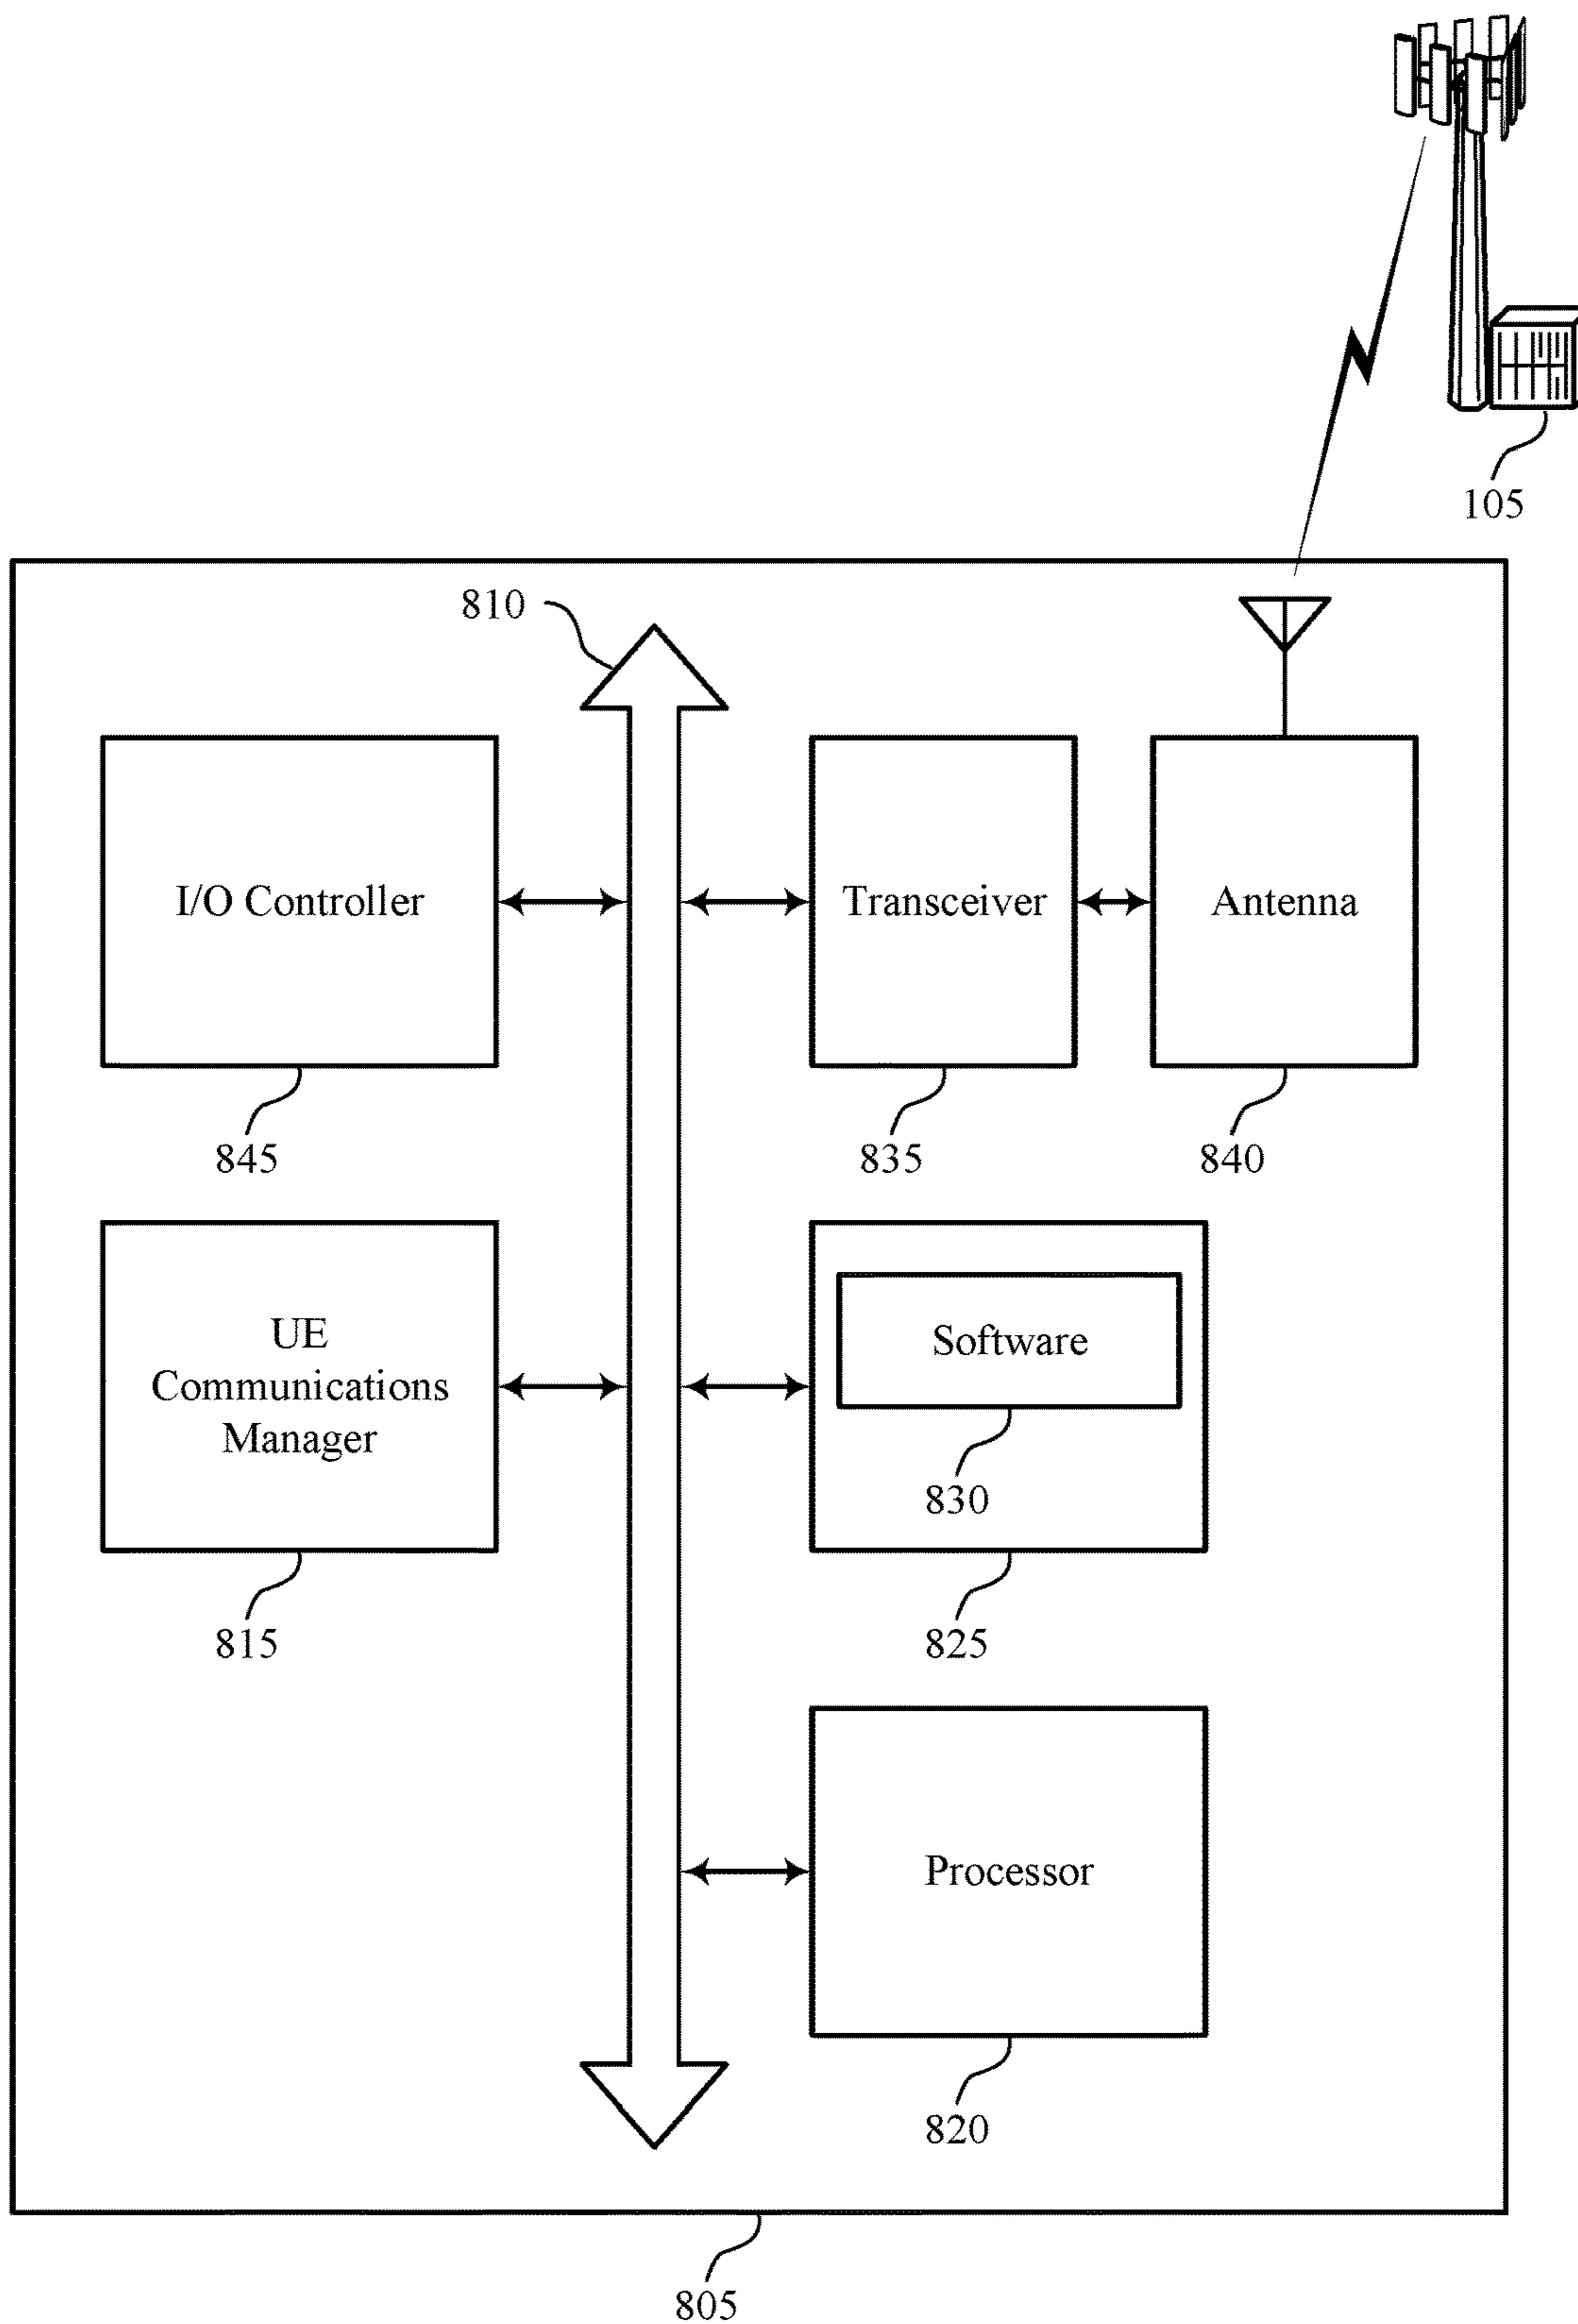 105
810
I/O Controller
Transceiver
Antenna
845
835
840
UE
Communications
Manager
Software
830
815
825
Processor
820
805